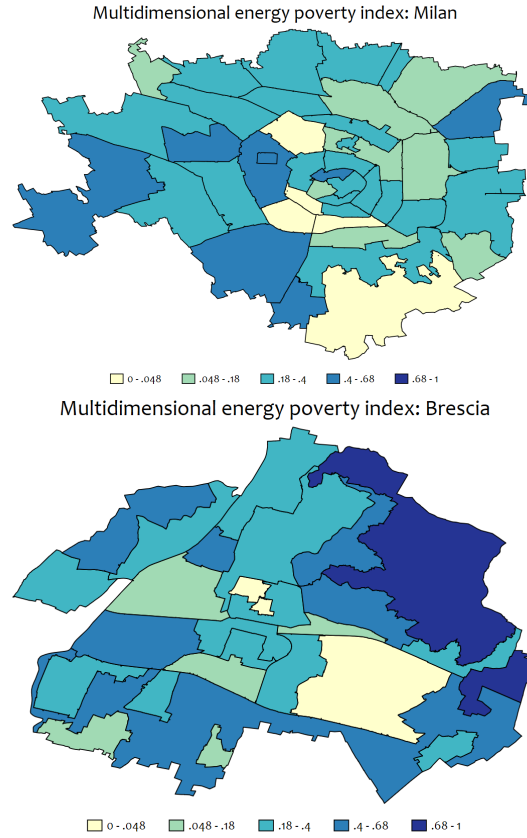 Multidimensional energy poverty index: Milan
0 - .048 .048 - .18 .18 - .4 .4 - .68 .68 - 1
Multidimensional energy poverty index: Brescia
0 - .048 .048 - .18 .18 - .4 .4 - .68 .68 - 1